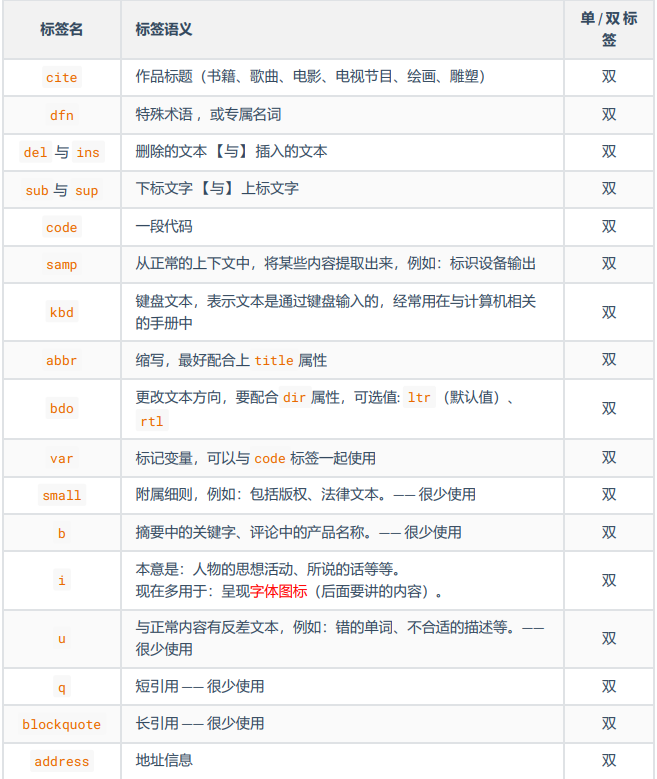 标签名 标签语义 单/双标签
cite 作品标题（书籍、歌曲、电影、电视节目、绘画、雕塑） 双
dfn 特殊术语，或专属名词 双
del 与 ins 删除的文本【与】插入的文本 双
sub 与 sup 下标文字【与】上标文字 双
code 一段代码 双
samp 从正常的上下文中，将某些内容提取出来，例如：标识设备输出 双
kbd 键盘文本，表示文本是通过键盘输入的，经常用在与计算机相关
的手册中 双
abbr 缩写，最好配合上 title 属性 双
bdo 更改文本方向，要配合 dir 属性，可选值: ltr（默认值）、
rtl 双
var 标记变量，可以与 code 标签一起使用 双
small 附属细则，例如：包括版权、法律文本。—— 很少使用 双
b 摘要中的关键字、评论中的产品名称。—— 很少使用 双
i 本意是：人物的思想活动、所说的话等等。
现在多用于：呈现字体图标（后面要讲的内容）。 双
u 与正常内容有反差文本，例如：错的单词、不合适的描述等。——
很少使用 双
q 短引用 —— 很少使用 双
blockquote 长引用 —— 很少使用 双
address 地址信息 双